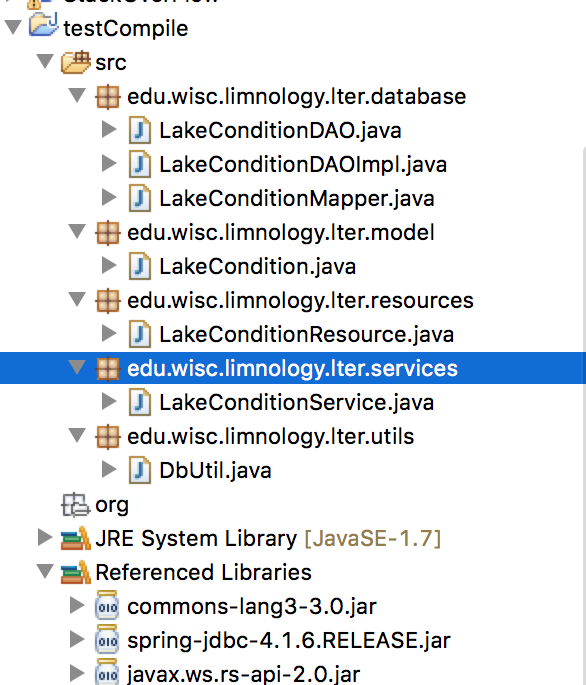 StackOverflow
testCompile
src
edu.wisc.limnology.lter.database
LakeConditionDAO.java
LakeConditionDAOImpl.java
LakeConditionMapper.java
edu.wisc.limnology.lter.model
LakeCondition.java
edu.wisc.limnology.lter.resources
LakeConditionResource.java
edu.wisc.limnology.lter.services
LakeConditionService.java
edu.wisc.limnology.lter.utils
DbUtil.java
org
JRE System Library [JavaSE-1.7]
Referenced Libraries
commons-lang3-3.0.jar
spring-jdbc-4.1.6.RELEASE.jar
javax.ws.rs-api-2.0.jar